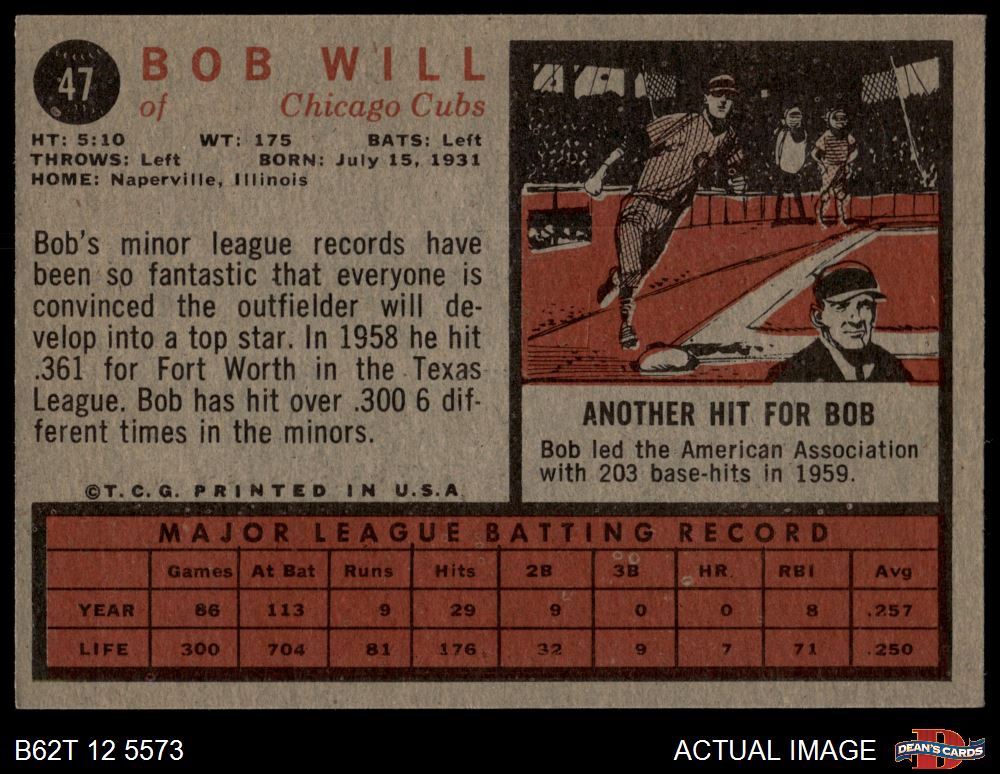 47
BOB WILL
of Chicago Cubs
HT: 5:10 WT: 175 BATS: Left
THROWS: Left BORN: July 15, 1931
HOME: Naperville, Illinois
Bob's minor league records have
been so fantastic that everyone is
convinced the outfielder will de-
velop into a top star. In 1958 he hit
.361 for Fort Worth in the Texas
League. Bob has hit over .300 6 dif-
ferent times in the minors.
©T.C.G. PRINTED IN U.S.A.
ANOTHER HIT FOR BOB
Bob led the American Association
with 203 base-hits in 1959.
MAJOR LEAGUE BATTING RECORD
Games At Bat Runs Hits 2B 3B HR. RBI Avg
YEAR 86 113 9 29 9 0 0 8 .257
LIFE 300 704 81 176 32 9 7 71 .250
B62T 12 5573
ACTUAL IMAGE
D
DEAN'S CARDS